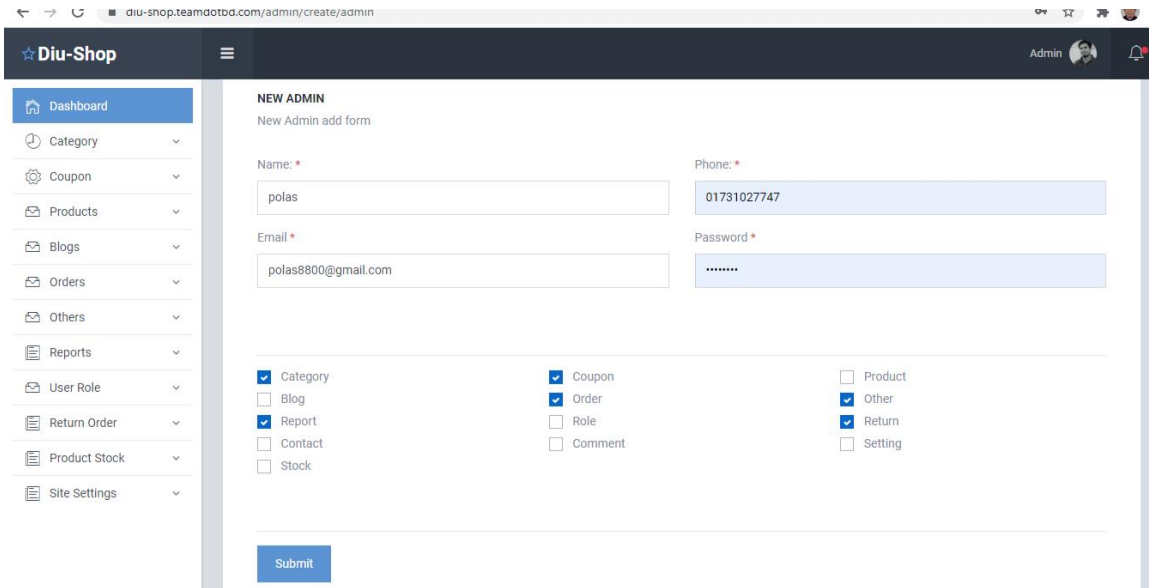 diu-shop.teamdotbd.com/admin/create/admin
Diu-Shop
Admin
Dashboard
Category
Coupon
Products
Blogs
Orders
Others
Reports
User Role
Return Order
Product Stock
Site Settings
NEW ADMIN
New Admin add form
Name: *
Phone: *
polas
01731027747
Email *
Password *
polas8800@gmail.com
••••••••
Category
Coupon
Product
Blog
Order
Other
Report
Role
Return
Contact
Comment
Setting
Stock
Submit